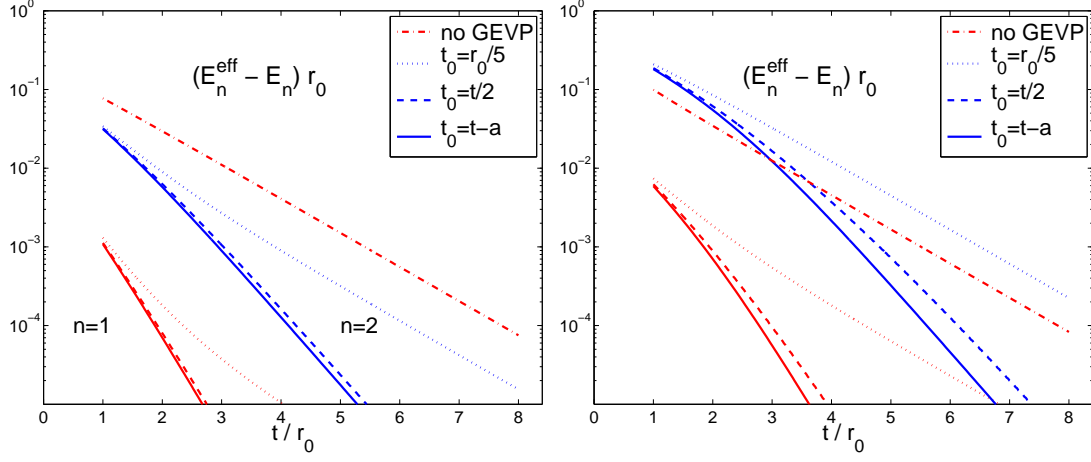 10^0
10^-1
10^-2
10^-3
10^-4
0 1 2 3 4 5 6 7 8
t / r_0
(E_n^eff − E_n) r_0
no GEVP
t_0=r_0/5
t_0=t/2
t_0=t−a
n=1
n=2
10^0
10^-1
10^-2
10^-3
10^-4
0 1 2 3 4 5 6 7 8
t / r_0
(E_n^eff − E_n) r_0
no GEVP
t_0=r_0/5
t_0=t/2
t_0=t−a